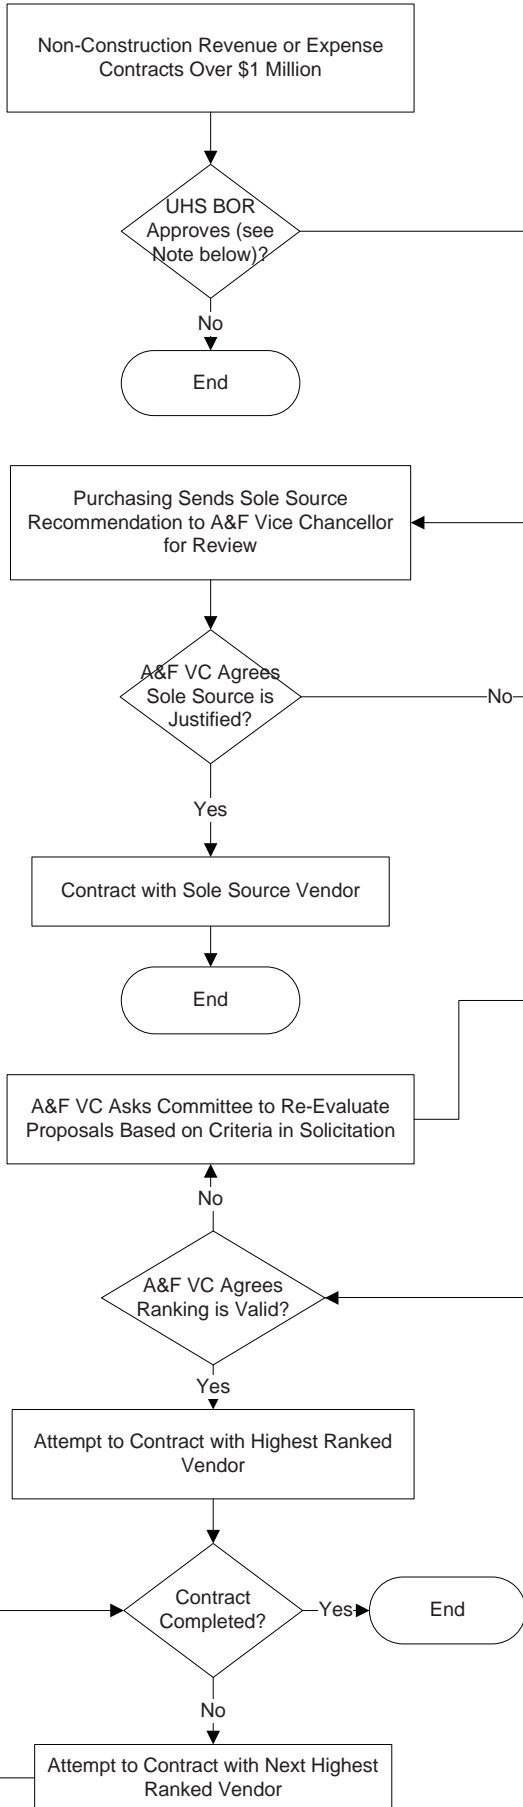 Non-Construction Revenue or Expense
Contracts Over $1 Million
UHS BOR
Approves (see
Note below)?
No
End
Purchasing Sends Sole Source
Recommendation to A&F Vice Chancellor
for Review
A&F VC Agrees
Sole Source is
Justified?
No
Yes
Contract with Sole Source Vendor
End
A&F VC Asks Committee to Re-Evaluate
Proposals Based on Criteria in Solicitation
No
A&F VC Agrees
Ranking is Valid?
Yes
Attempt to Contract with Highest Ranked
Vendor
Contract
Completed?
Yes
End
No
Attempt to Contract with Next Highest
Ranked Vendor